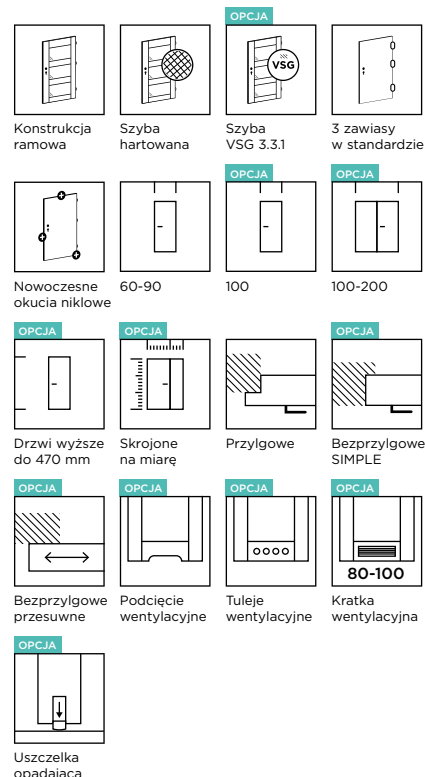 OPCJA
VSG
Konstrukcja
ramowa
Szyba
hartowana
Szyba
VSG 3.3.1
3 zawiasy
w standardzie
OPCJA
OPCJA
Nowoczesne
okucia niklowe
60-90
100
100-200
OPCJA
OPCJA
OPCJA
Drzwi wyższe
do 470 mm
Skrojone
na miarę
Przylgowe
Bezprzylgowe
SIMPLE
OPCJA
OPCJA
OPCJA
OPCJA
80-100
Bezprzylgowe
przesuwne
Podcięcie
wentylacyjne
Tuleje
wentylacyjne
Kratka
wentylacyjna
OPCJA
Uszczelka
opadająca